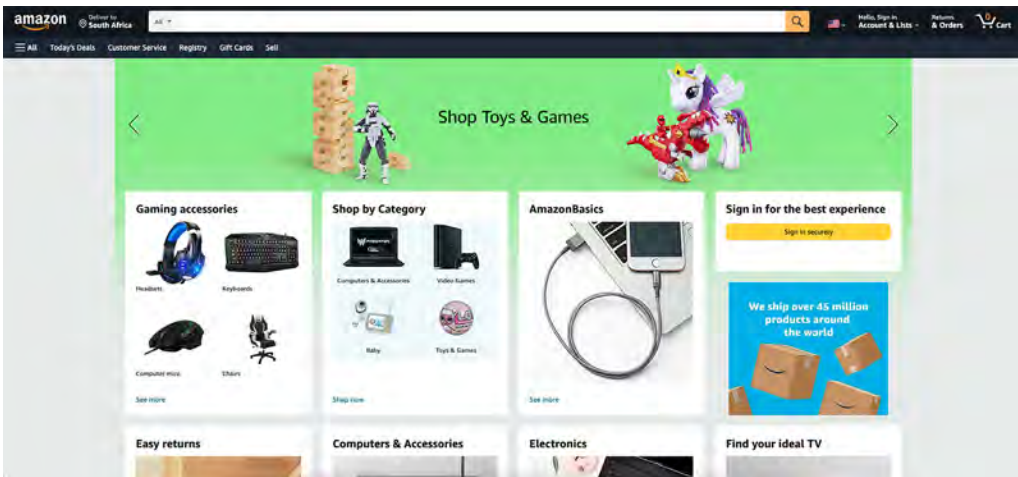 amazon
Deliver to
South Africa
All
Hello, Sign in
Account & Lists
Returns
& Orders
0
Cart
All
Today's Deals
Customer Service
Registry
Gift Cards
Sell
Shop Toys & Games
Gaming accessories
Headsets
Keyboards
Computer mice
Chairs
See more
Shop by Category
Computers & Accessories
Video Games
Baby
Toys & Games
Shop now
AmazonBasics
See more
Sign in for the best experience
Sign in securely
We ship over 45 million
products around
the world
Easy returns
Computers & Accessories
Electronics
Find your ideal TV